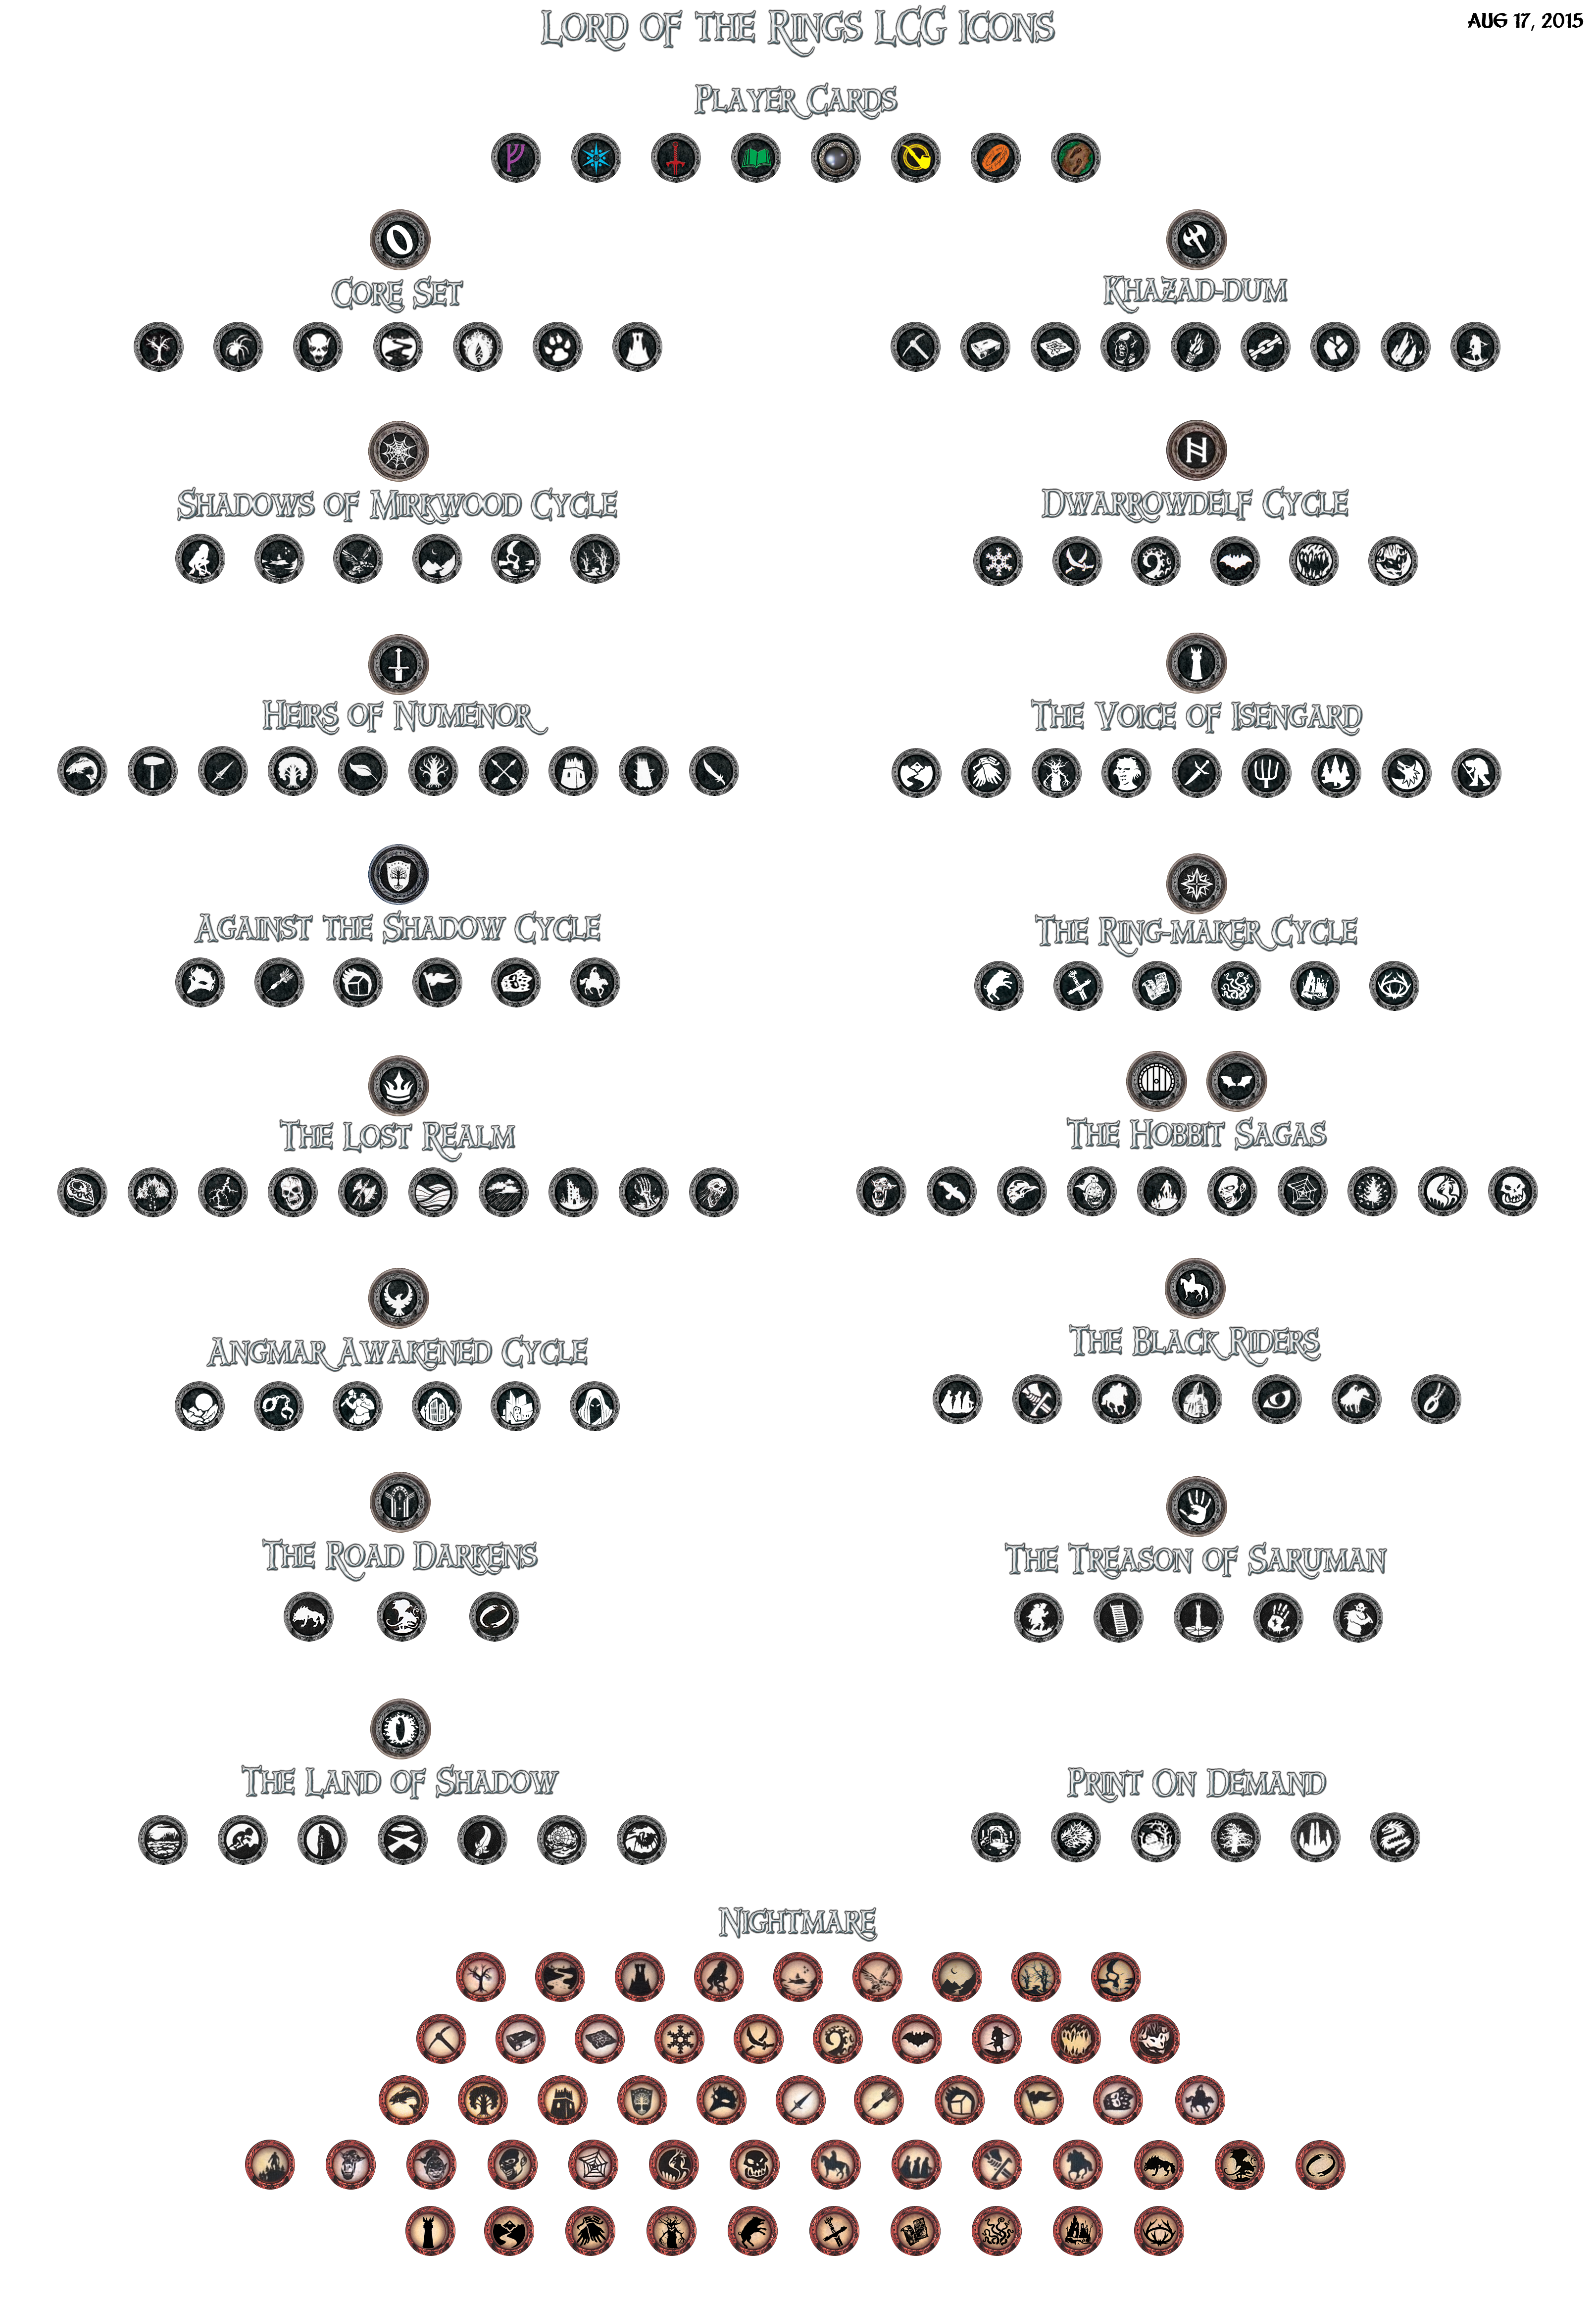 Lord of the Rings LCG Icons
Aug 17, 2015
Player Cards
Core Set
Khazad-dum
Shadows of Mirkwood Cycle
Dwarrowdelf Cycle
Heirs of Numenor
The Voice of Isengard
Against the Shadow Cycle
The Ring-maker Cycle
The Lost Realm
The Hobbit Sagas
Angmar Awakened Cycle
The Black Riders
The Road Darkens
The Treason of Saruman
The Land of Shadow
Print On Demand
Nightmare